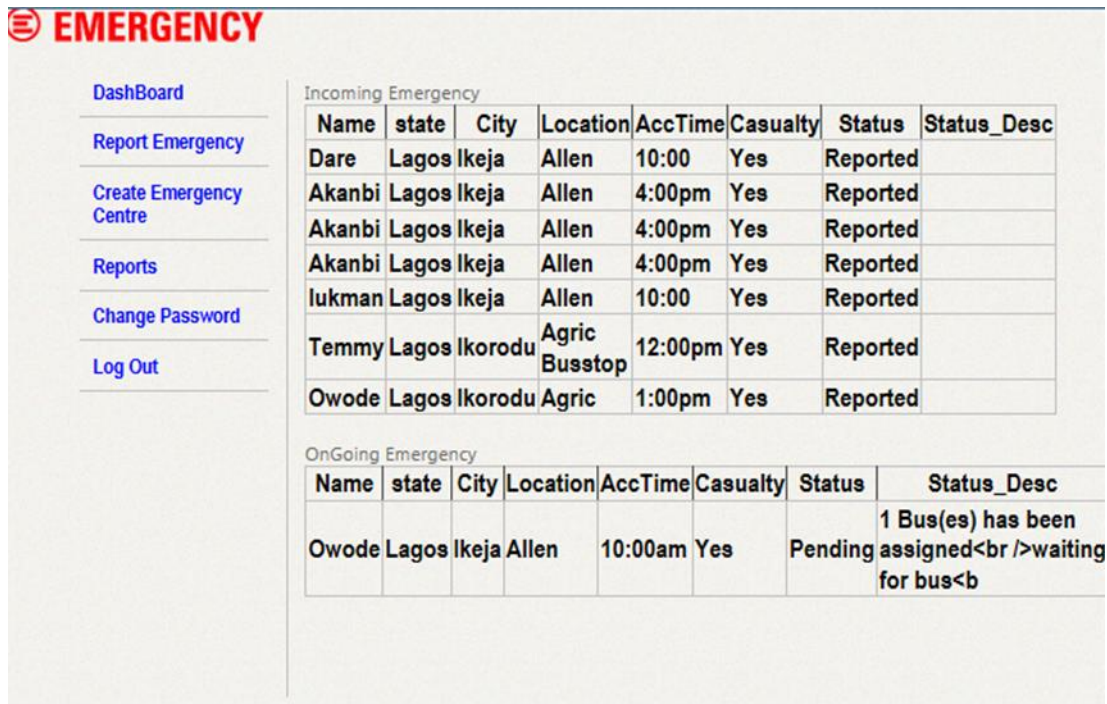 EMERGENCY
DashBoard
Report Emergency
Create Emergency
Centre
Reports
Change Password
Log Out
Incoming Emergency
Name state City Location AccTime Casualty Status Status_Desc
Dare Lagos Ikeja Allen 10:00 Yes Reported
Akanbi Lagos Ikeja Allen 4:00pm Yes Reported
Akanbi Lagos Ikeja Allen 4:00pm Yes Reported
Akanbi Lagos Ikeja Allen 4:00pm Yes Reported
lukman Lagos Ikeja Allen 10:00 Yes Reported
Temmy Lagos Ikorodu Agric Busstop 12:00pm Yes Reported
Owode Lagos Ikorodu Agric 1:00pm Yes Reported
OnGoing Emergency
Name state City Location AccTime Casualty Status Status_Desc
Owode Lagos Ikeja Allen 10:00am Yes Pending 1 Bus(es) has been
assigned<br />waiting
for bus<b